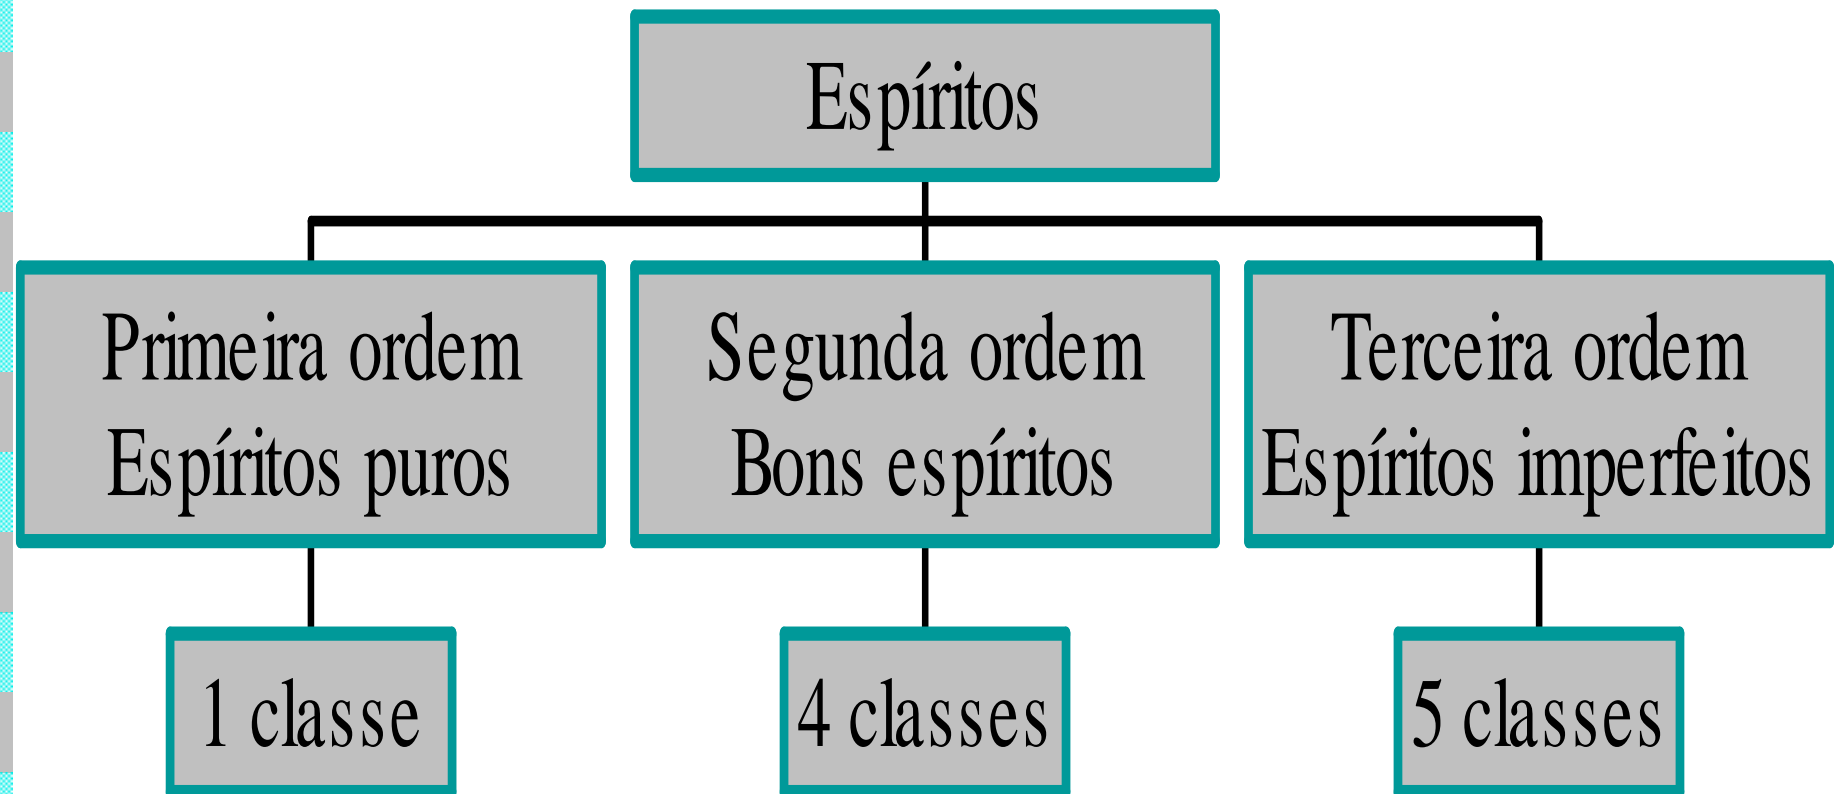 Espíritos
Primeira ordem
Espíritos puros
Segunda ordem
Bons espíritos
Terceira ordem
Espíritos imperfeitos
1 classe
4 classes
5 classes